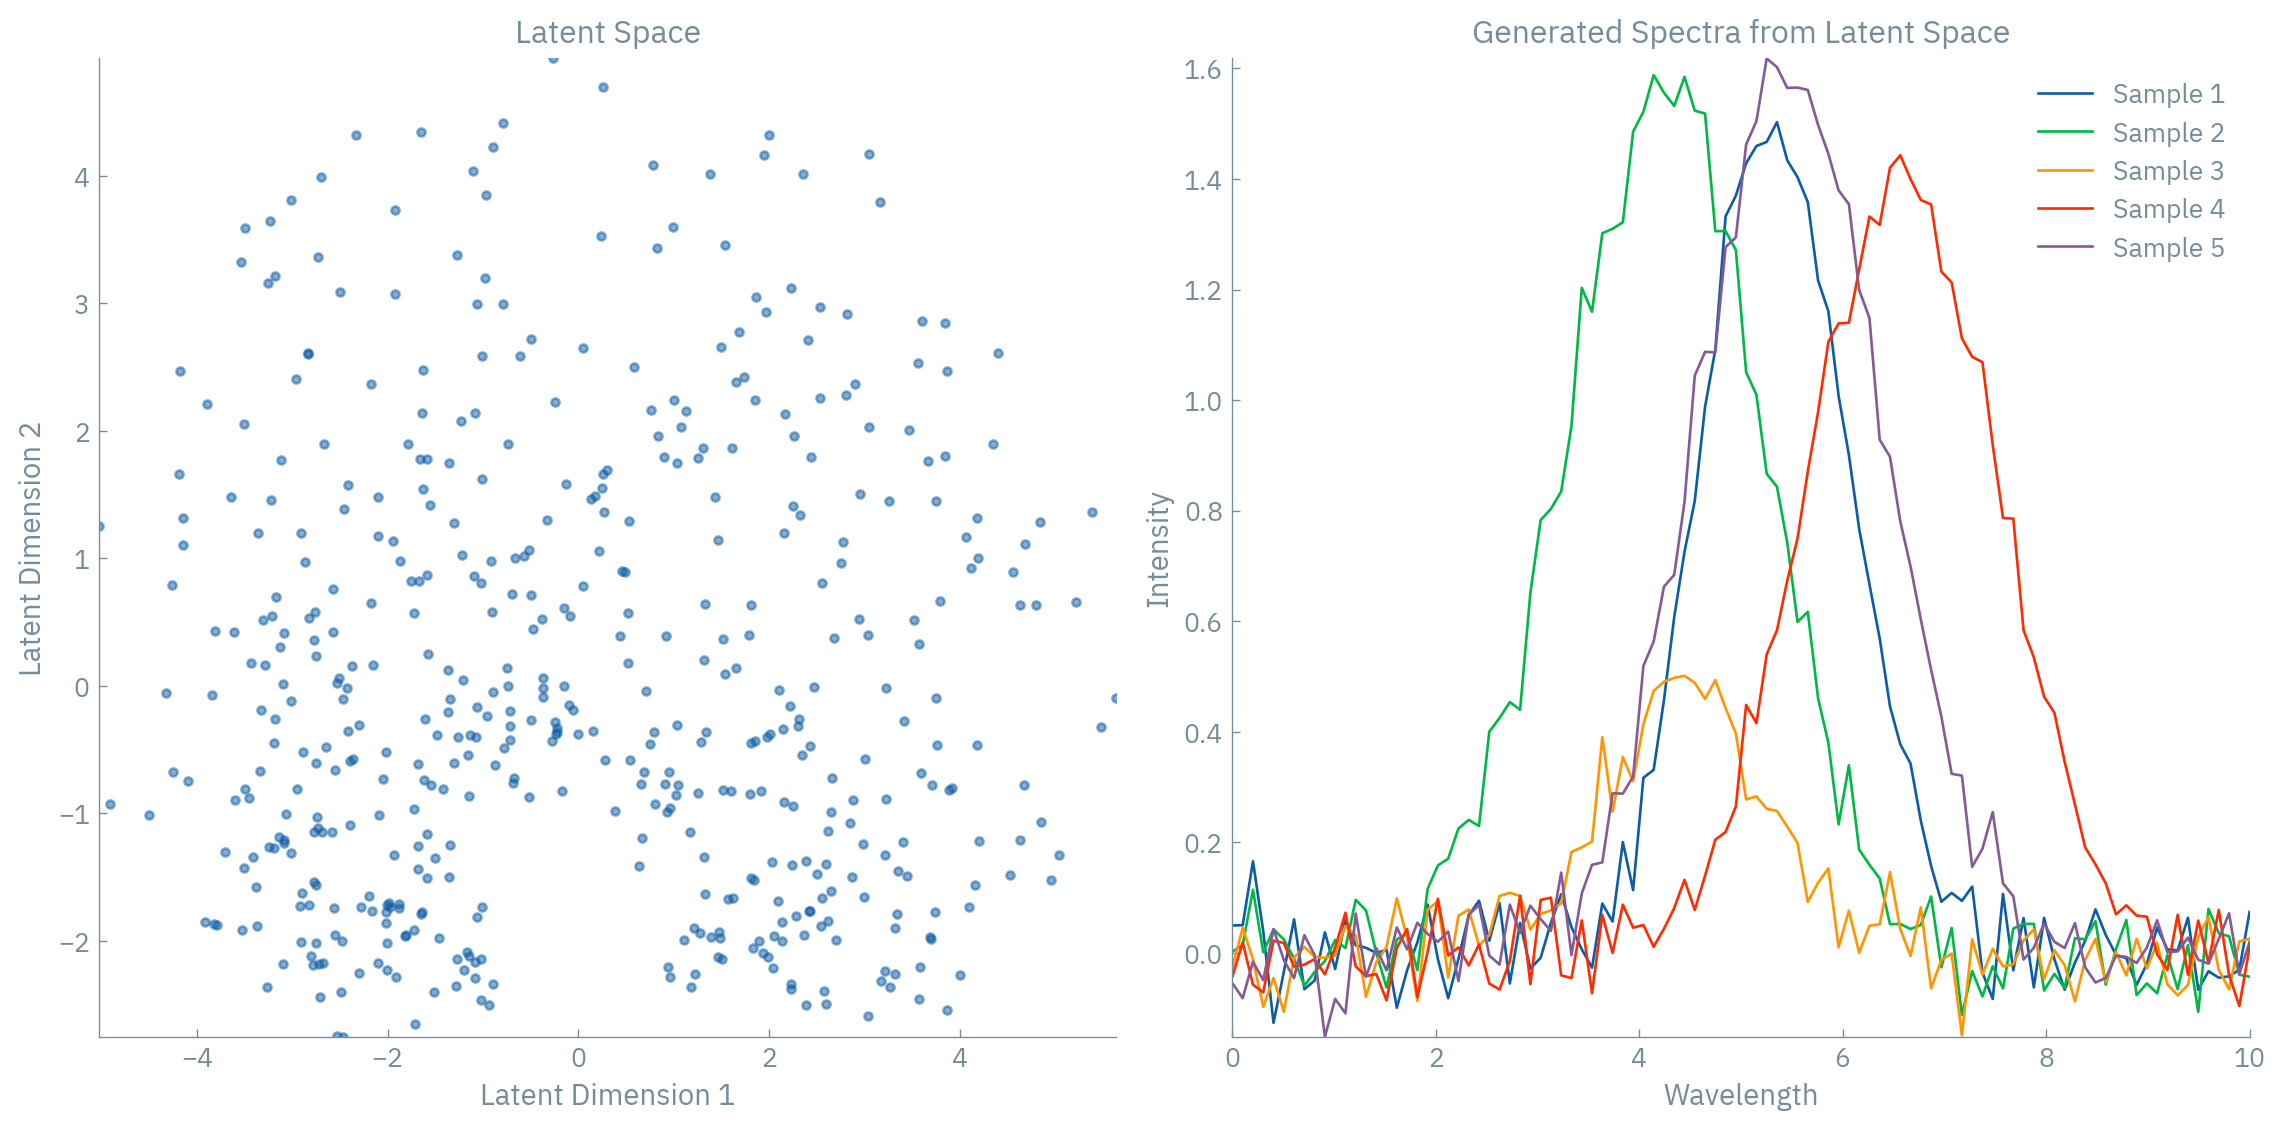 Latent Space
Latent Dimension 2
4
3
2
1
0
−1
−2
−4
−2
0
2
4
Latent Dimension 1
Generated Spectra from Latent Space
Intensity
1.6
1.4
1.2
1.0
0.8
0.6
0.4
0.2
0.0
0
2
4
6
8
10
Wavelength
Sample 1
Sample 2
Sample 3
Sample 4
Sample 5